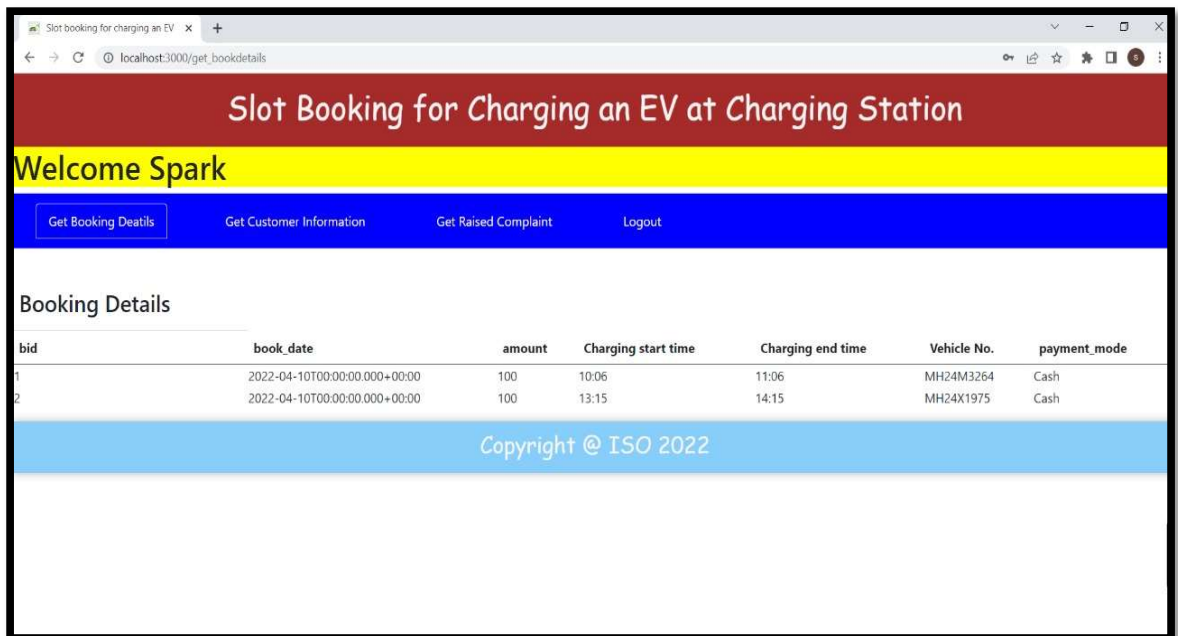 Slot booking for charging an EV
localhost:3000/get_bookdetails
S
Slot Booking for Charging an EV at Charging Station
Welcome Spark
Get Booking Deatils Get Customer Information Get Raised Complaint Logout
Booking Details
bid book_date amount Charging start time Charging end time Vehicle No. payment_mode
1 2022-04-10T00:00:00.000+00:00 100 10:06 11:06 MH24M3264 Cash
2 2022-04-10T00:00:00.000+00:00 100 13:15 14:15 MH24X1975 Cash
Copyright @ ISO 2022